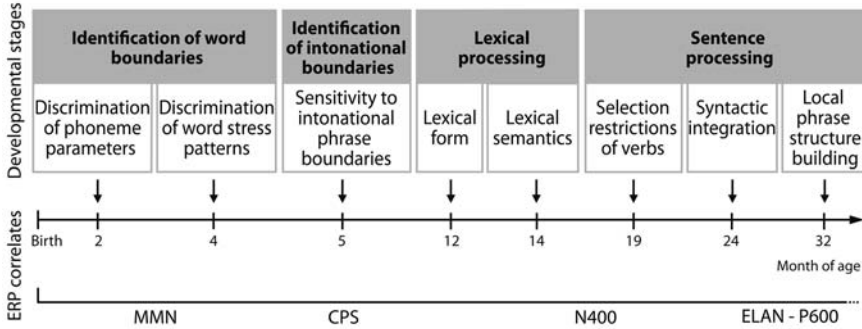 Developmental stages
Identification of word
boundaries
Identification
of intonational
boundaries
Lexical
processing
Sentence
processing
Discrimination
of phoneme
parameters
Discrimination
of word stress
patterns
Sensitivity to
intonational
phrase
boundaries
Lexical
form
Lexical
semantics
Selection
restrictions
of verbs
Syntactic
integration
Local
phrase
structure
building
Birth 2 4 5 12 14 19 24 32
Month of age
ERP correlates
MMN CPS N400 ELAN - P600